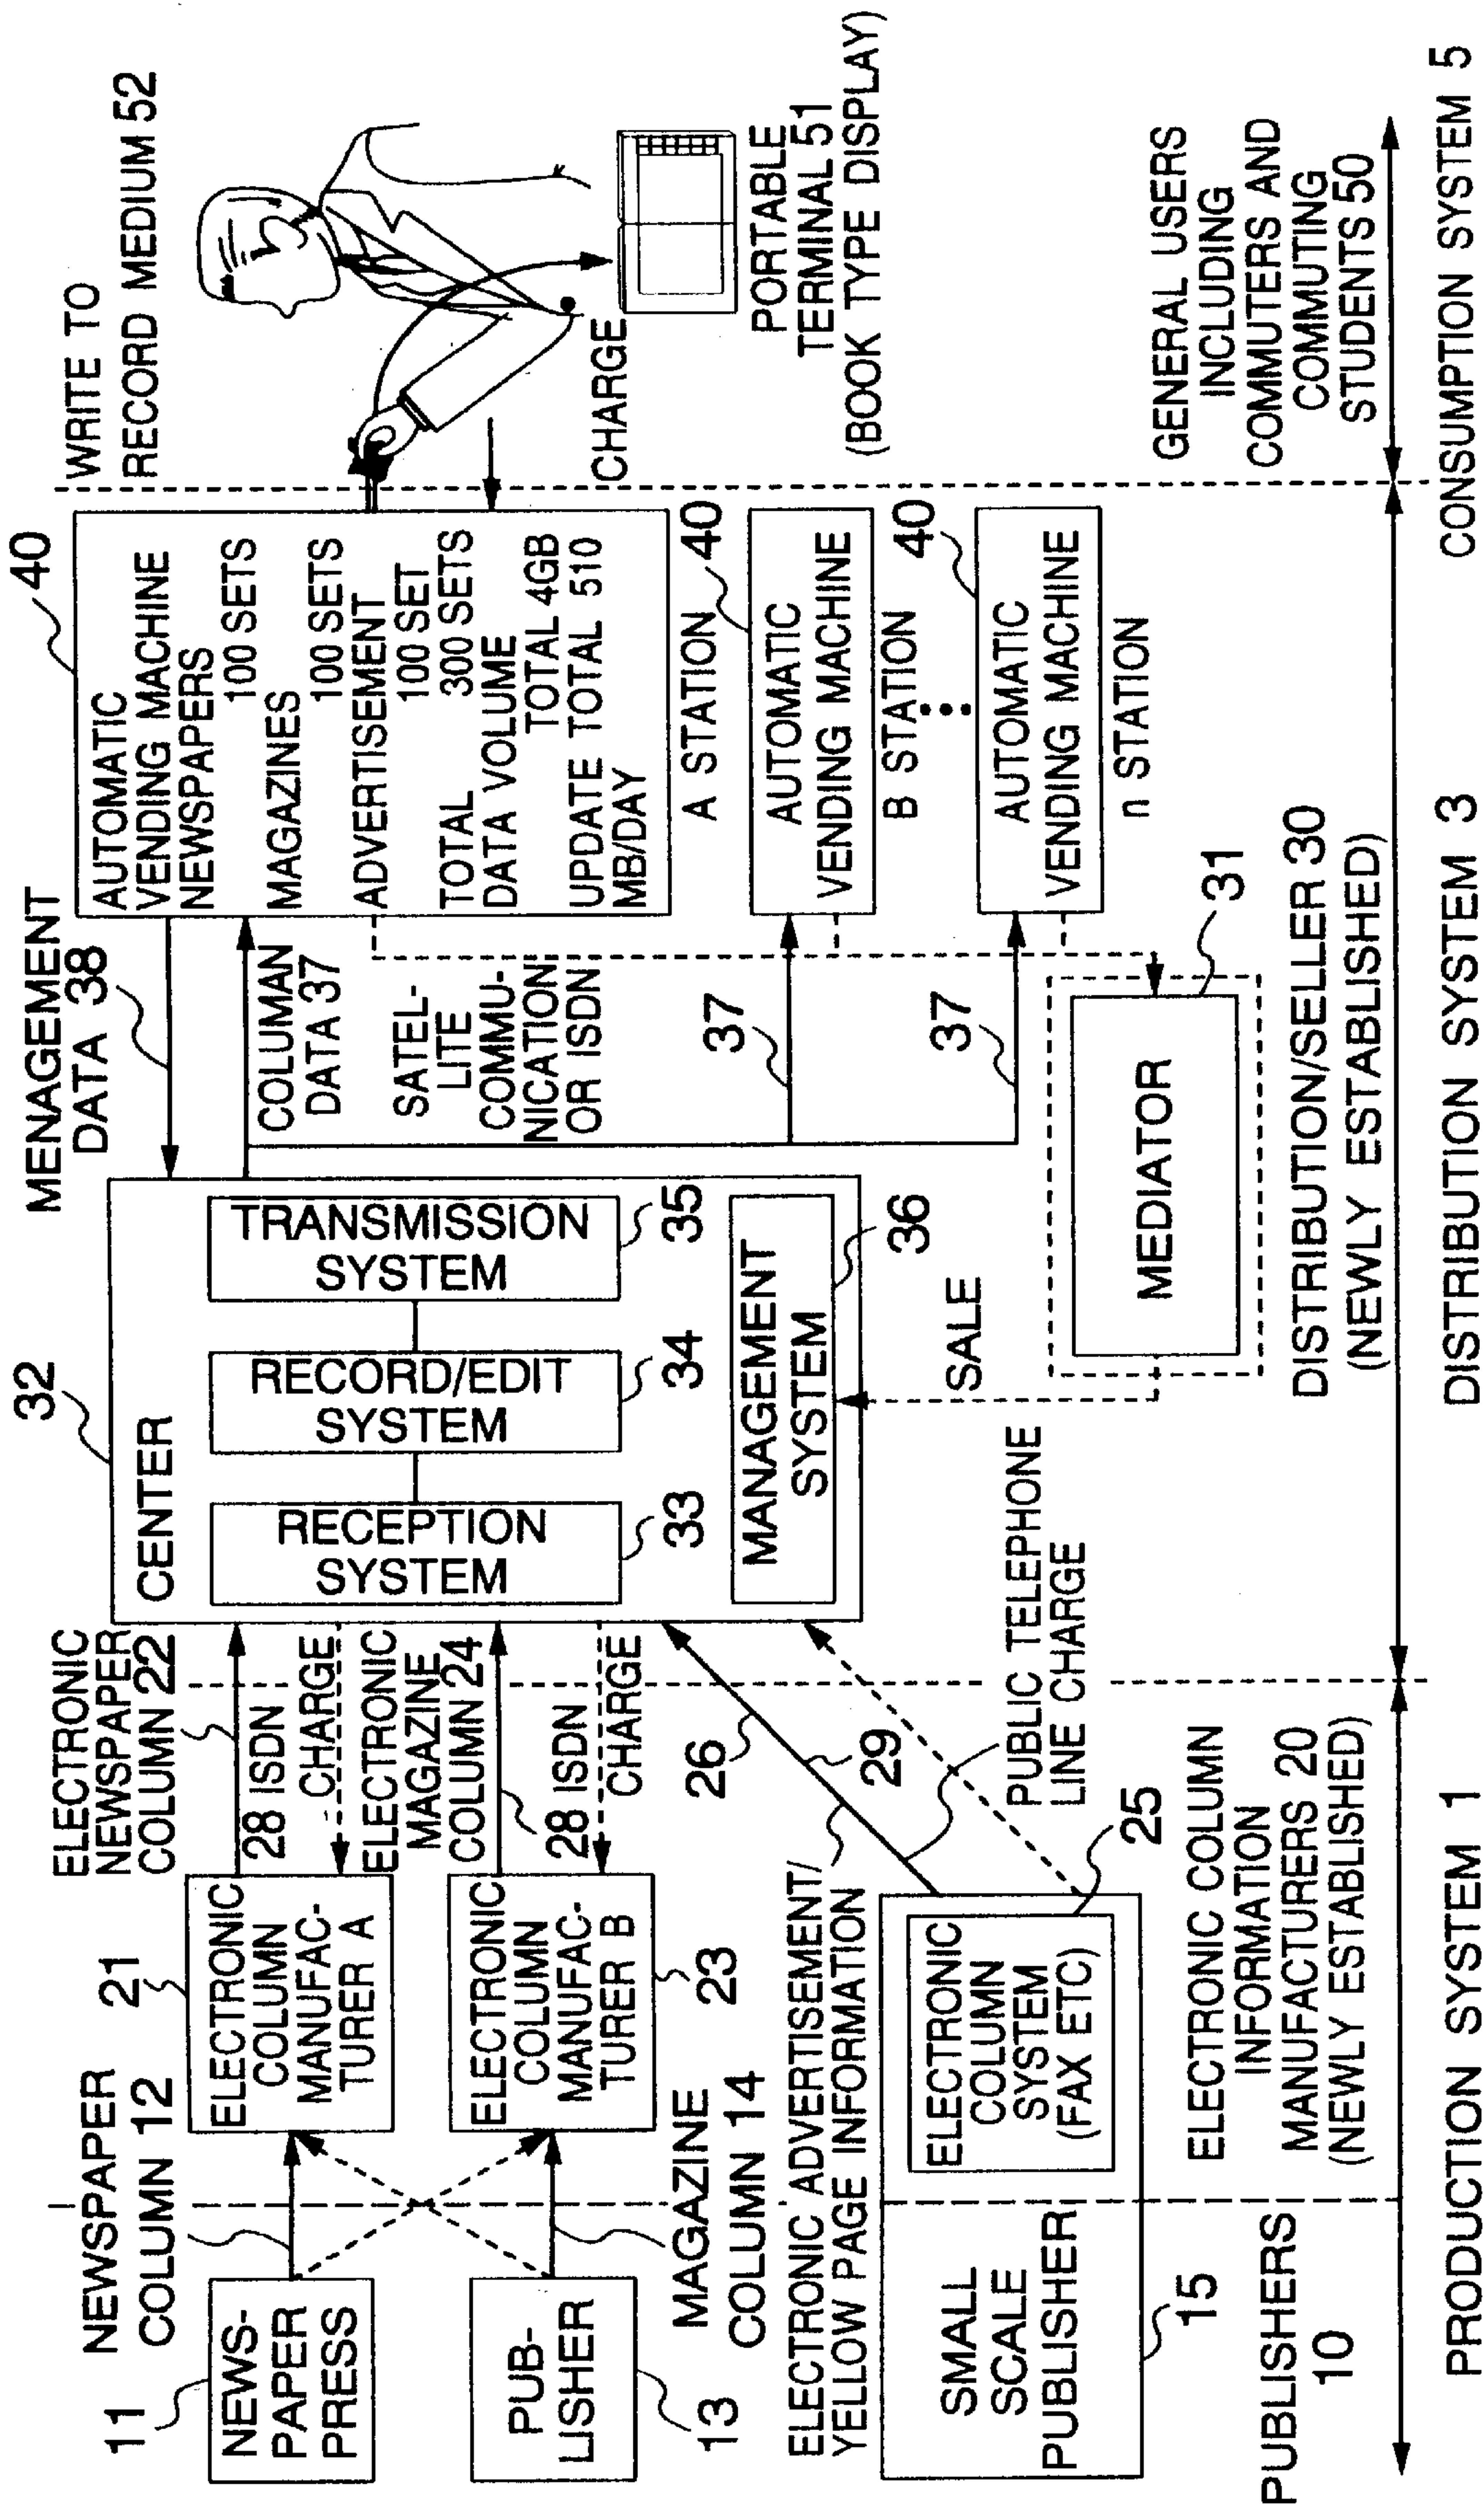 11
NEWS-
PAPER
PRESS
NEWSPAPER
COLUMN 12
PUB-
LISHER
13
MAGAZINE
COLUMN 14
21
ELECTRONIC
COLUMN
MANUFAC-
TURER A
ELECTRONIC
COLUMN
MANUFAC-
TURER B
23
ELECTRONIC ADVERTISEMENT/
YELLOW PAGE INFORMATION
SMALL
SCALE
PUBLISHER
15
ELECTRONIC
COLUMN
SYSTEM
(FAX ETC)
25
PUBLISHERS
10
ELECTRONIC COLUMN
INFORMATION
MANUFACTURERS 20
(NEWLY ESTABLISHED)
PRODUCTION SYSTEM 1
ELECTRONIC
NEWSPAPER
COLUMN 22
28 ISDN
CHARGE
ELECTRONIC
MAGAZINE
COLUMN 24
28 ISDN
CHARGE
26
29
PUBLIC TELEPHONE
LINE CHARGE
32
CENTER
RECEPTION
SYSTEM
33
RECORD/EDIT
SYSTEM
34
TRANSMISSION
SYSTEM
35
MANAGEMENT
SYSTEM
36
SALE
MEDIATOR
31
DISTRIBUTION/SELLER 30
(NEWLY ESTABLISHED)
DISTRIBUTION SYSTEM 3
MENAGEMENT
DATA 38
COLUMAN
DATA 37
SATEL-
LITE
COMMU-
NICATION
OR ISDN
37
37
40
AUTOMATIC
VENDING MACHINE
NEWSPAPERS
100 SETS
MAGAZINES
100 SETS
ADVERTISEMENT
100 SET
TOTAL 300 SETS
DATA VOLUME
TOTAL 4GB
UPDATE TOTAL 510
MB/DAY
A STATION
40
AUTOMATIC
VENDING MACHINE
B STATION
40
AUTOMATIC
VENDING MACHINE
n STATION
WRITE TO
RECORD MEDIUM 52
CHARGE
PORTABLE
TERMINAL 51
(BOOK TYPE DISPLAY)
GENERAL USERS
INCLUDING
COMMUTERS AND
COMMUTING
STUDENTS 50
CONSUMPTION SYSTEM 5